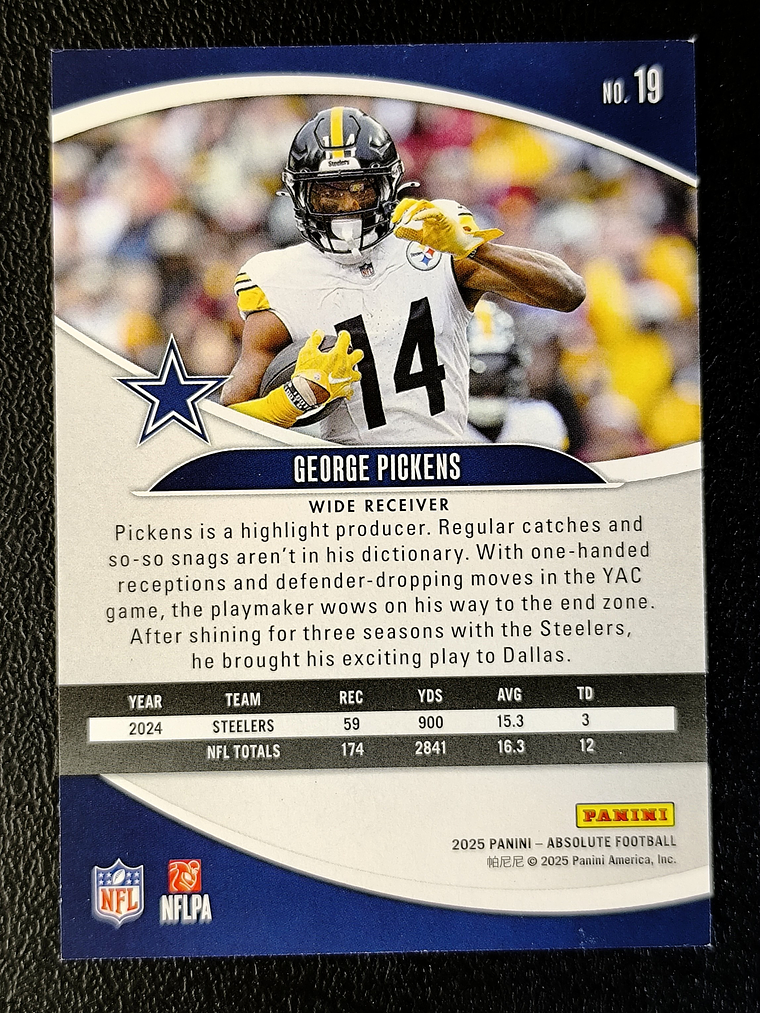 NO. 19
Steelers
14
GEORGE PICKENS
WIDE RECEIVER
Pickens is a highlight producer. Regular catches and
so-so snags aren't in his dictionary. With one-handed
receptions and defender-dropping moves in the YAC
game, the playmaker wows on his way to the end zone.
After shining for three seasons with the Steelers,
he brought his exciting play to Dallas.
YEAR TEAM REC YDS AVG TD
2024 STEELERS 59 900 15.3 3
NFL TOTALS 174 2841 16.3 12
PANINI
2025 PANINI – ABSOLUTE FOOTBALL
帕尼尼 © 2025 Panini America, Inc.
NFL
NFLPA